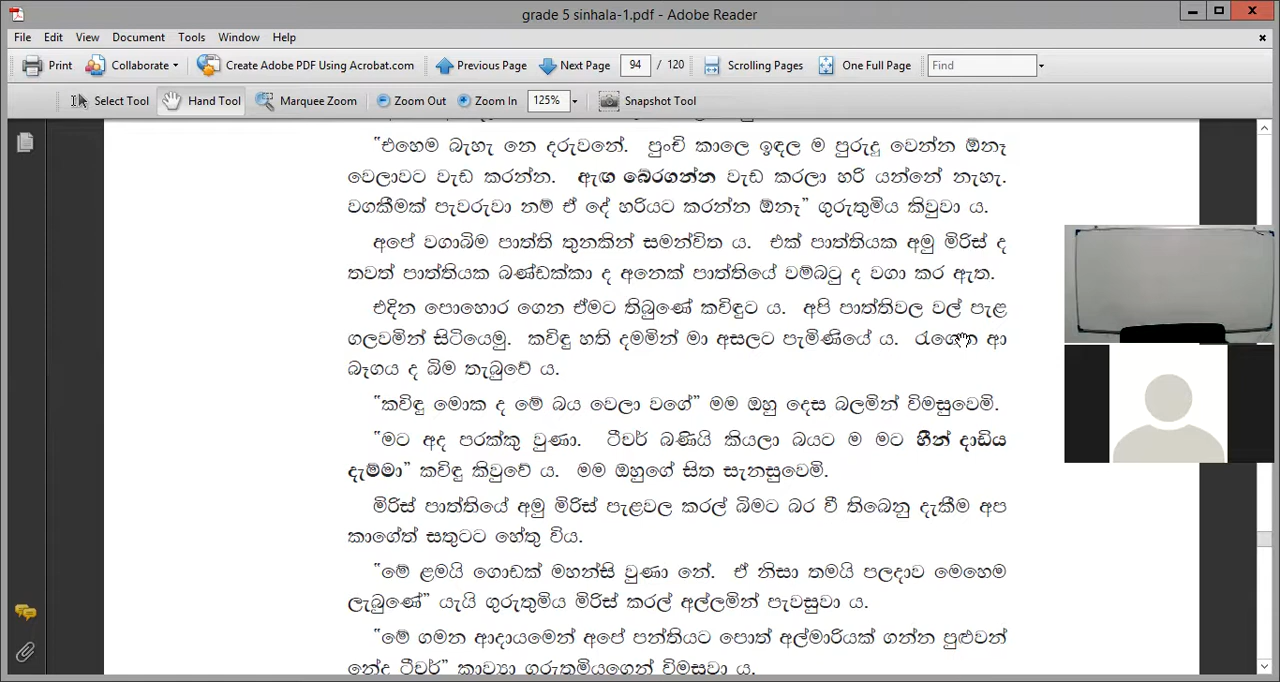 grade 5 sinhala-1.pdf - Adobe Reader
File Edit View Document Tools Window Help
Print Collaborate Create Adobe PDF Using Acrobat.com Previous Page Next Page 94 / 120 Scrolling Pages One Full Page Find
Select Tool Hand Tool Marquee Zoom Zoom Out Zoom In 125% Snapshot Tool
“එහෙම බැහැ නෙ දරුවනේ. පුංචි කාලෙ ඉඳල ම පුරුදු වෙන්න ඕනෑ
වෙලාවට වැඩ කරන්න. ඇඟ බේරගන්න වැඩ කරලා හරි යන්නේ නැහැ.
වගකීමක් පැවරුවා නම් ඒ දේ හරියට කරන්න ඕනෑ” ගුරුතුමිය කිවුවා ය.
අපේ වගාබිම පාත්ති තුනකින් සමන්විත ය. එක් පාත්තියක අමු මිරිස් ද
තවත් පාත්තියක බණ්ඩක්කා ද අනෙක් පාත්තියේ වම්බටු ද වගා කර ඇත.
එදින පොහොර ගෙන ඒමට තිබුණේ කවිඳුට ය. අපි පාත්තිවල වල් පැළ
ගලවමින් සිටියෙමු. කවිඳු හති දමමින් මා අසලට පැමිණියේ ය. රැගෙන ආ
බෑගය ද බිම තැබුවේ ය.
“කවිඳු මොක ද මේ බය වෙලා වගේ” මම ඔහු දෙස බලමින් විමසුවෙමි.
“මට අද පරක්කු වුණා. ටීචර් බණියි කියලා බයට ම මට හීන් දාඩිය
දැම්මා” කවිඳු කිවුවේ ය. මම ඔහුගේ සිත සැනසුවෙමි.
මිරිස් පාත්තියේ අමු මිරිස් පැළවල කරල් බිමට බර වී තිබෙනු දැකීම අප
කාගේත් සතුටට හේතු විය.
“මේ ළමයි ගොඩක් මහන්සි වුණා නේ. ඒ නිසා තමයි පලදාව මෙහෙම
ලැබුණේ” යැයි ගුරුතුමිය මිරිස් කරල් අල්ලමින් පැවසුවා ය.
“මේ ගමන ආදායමෙන් අපේ පන්තියට පොත් අල්මාරියක් ගන්න පුළුවන්
නේද ටීචර්” කාව්‍යා ගුරුතුමියගෙන් විමසුවා ය.